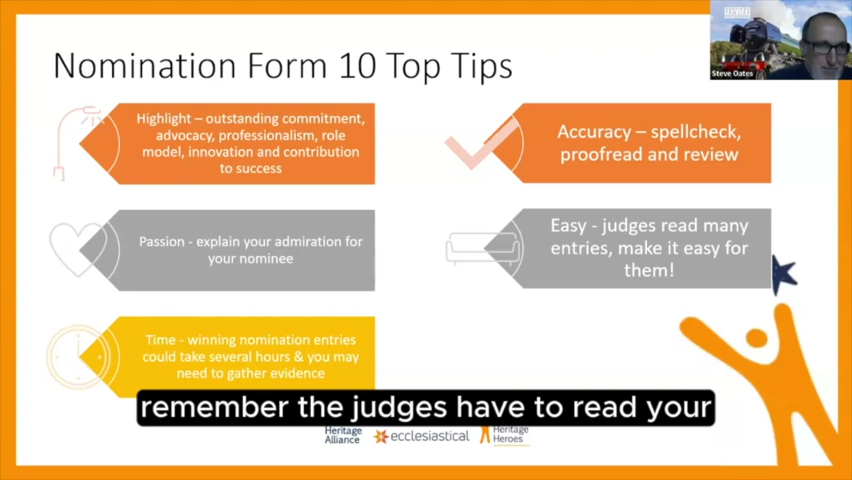 Nomination Form 10 Top Tips
Steve Oates
Highlight – outstanding commitment,
advocacy, professionalism, role
model, innovation and contribution
to success
Passion - explain your admiration for
your nominee
Time - winning nomination entries
could take several hours & you may
need to gather evidence
Accuracy – spellcheck,
proofread and review
Easy - judges read many
entries, make it easy for
them!
remember the judges have to read your
Heritage
Alliance
ecclesiastical
Heritage
Heroes